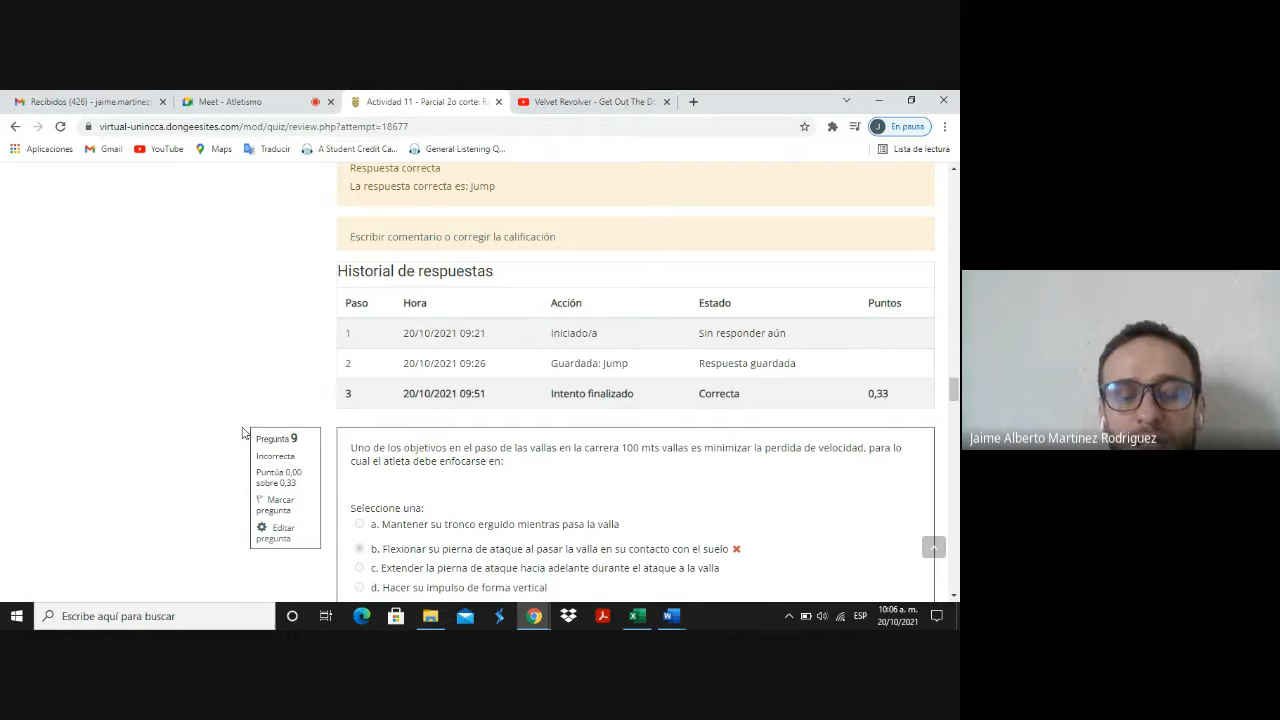 Recibidos (426) - jaime.martinez
Meet - Atletismo
Actividad 11 - Parcial 2o corte: R
Velvet Revolver - Get Out The D
virtual-unincca.dongeesites.com/mod/quiz/review.php?attempt=18677
J En pausa
Aplicaciones
Gmail
YouTube
Maps
Traducir
A Student Credit Ca...
General Listening Q...
Lista de lectura
Respuesta correcta
La respuesta correcta es: Jump
Escribir comentario o corregir la calificación
Historial de respuestas
Paso Hora Acción Estado Puntos
1 20/10/2021 09:21 Iniciado/a Sin responder aún
2 20/10/2021 09:26 Guardada: Jump Respuesta guardada
3 20/10/2021 09:51 Intento finalizado Correcta 0,33
Pregunta 9
Incorrecta
Puntúa 0,00
sobre 0,33
Marcar
pregunta
Editar
pregunta
Uno de los objetivos en el paso de las vallas en la carrera 100 mts vallas es minimizar la perdida de velocidad, para lo
cual el atleta debe enfocarse en:
Seleccione una:
a. Mantener su tronco erguido mientras pasa la valla
b. Flexionar su pierna de ataque al pasar la valla en su contacto con el suelo
c. Extender la pierna de ataque hacia adelante durante el ataque a la valla
d. Hacer su impulso de forma vertical
Jaime Alberto Martinez Rodriguez
Escribe aquí para buscar
ESP
10:06 a. m.
20/10/2021